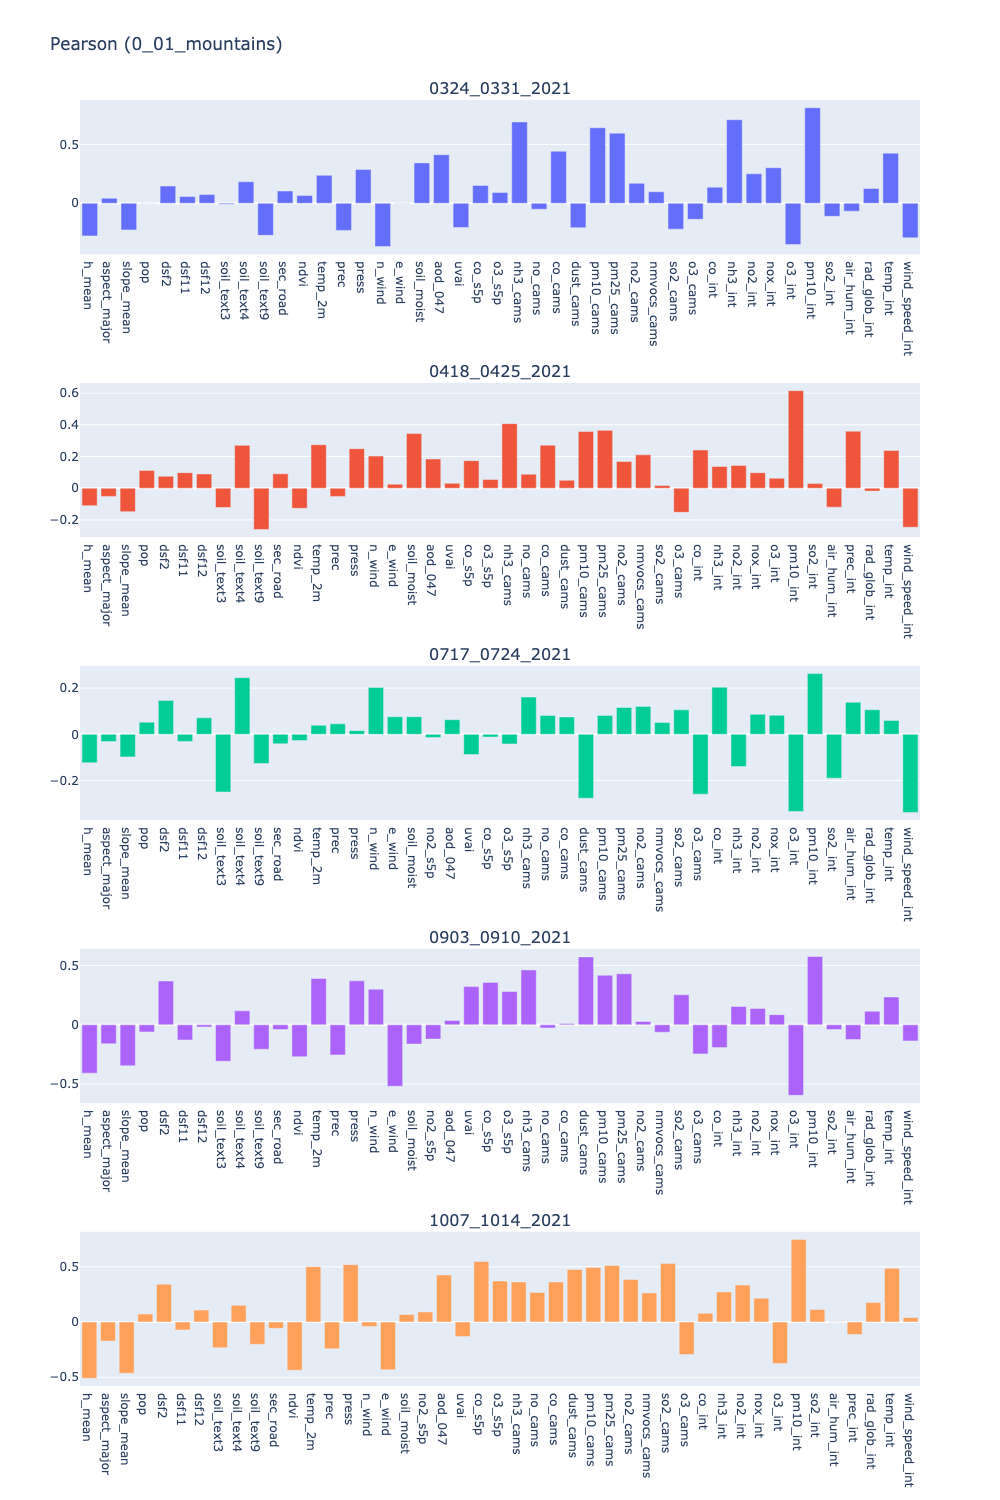 Pearson (0_01_mountains)
0324_0331_2021
0.5
0
h_mean
aspect_major
slope_mean
pop
dsf2
dsf11
dsf12
soil_text3
soil_text4
soil_text9
sec_road
ndvi
temp_2m
prec
press
n_wind
e_wind
soil_moist
aod_047
uvai
co_s5p
o3_s5p
nh3_cams
no_cams
co_cams
dust_cams
pm10_cams
pm25_cams
no2_cams
nmvocs_cams
so2_cams
o3_cams
co_int
nh3_int
no2_int
nox_int
o3_int
pm10_int
so2_int
air_hum_int
rad_glob_int
temp_int
wind_speed_int
0418_0425_2021
0.6
0.4
0.2
0
−0.2
h_mean
aspect_major
slope_mean
pop
dsf2
dsf11
dsf12
soil_text3
soil_text4
soil_text9
sec_road
ndvi
temp_2m
prec
press
n_wind
e_wind
soil_moist
aod_047
uvai
co_s5p
o3_s5p
nh3_cams
no_cams
co_cams
dust_cams
pm10_cams
pm25_cams
no2_cams
nmvocs_cams
so2_cams
o3_cams
co_int
nh3_int
no2_int
nox_int
o3_int
pm10_int
so2_int
air_hum_int
prec_int
rad_glob_int
temp_int
wind_speed_int
0717_0724_2021
0.2
0
−0.2
h_mean
aspect_major
slope_mean
pop
dsf2
dsf11
dsf12
soil_text3
soil_text4
soil_text9
sec_road
ndvi
temp_2m
prec
press
n_wind
e_wind
soil_moist
no2_s5p
aod_047
uvai
co_s5p
o3_s5p
nh3_cams
no_cams
co_cams
dust_cams
pm10_cams
pm25_cams
no2_cams
nmvocs_cams
so2_cams
o3_cams
co_int
nh3_int
no2_int
nox_int
o3_int
pm10_int
so2_int
air_hum_int
rad_glob_int
temp_int
wind_speed_int
0903_0910_2021
0.5
0
−0.5
h_mean
aspect_major
slope_mean
pop
dsf2
dsf11
dsf12
soil_text3
soil_text4
soil_text9
sec_road
ndvi
temp_2m
prec
press
n_wind
e_wind
soil_moist
no2_s5p
aod_047
uvai
co_s5p
o3_s5p
nh3_cams
no_cams
co_cams
dust_cams
pm10_cams
pm25_cams
no2_cams
nmvocs_cams
so2_cams
o3_cams
co_int
nh3_int
no2_int
nox_int
o3_int
pm10_int
so2_int
air_hum_int
rad_glob_int
temp_int
wind_speed_int
1007_1014_2021
0.5
0
−0.5
h_mean
aspect_major
slope_mean
pop
dsf2
dsf11
dsf12
soil_text3
soil_text4
soil_text9
sec_road
ndvi
temp_2m
prec
press
n_wind
e_wind
soil_moist
no2_s5p
aod_047
uvai
co_s5p
o3_s5p
nh3_cams
no_cams
co_cams
dust_cams
pm10_cams
pm25_cams
no2_cams
nmvocs_cams
so2_cams
o3_cams
co_int
nh3_int
no2_int
nox_int
o3_int
pm10_int
so2_int
air_hum_int
prec_int
rad_glob_int
temp_int
wind_speed_int